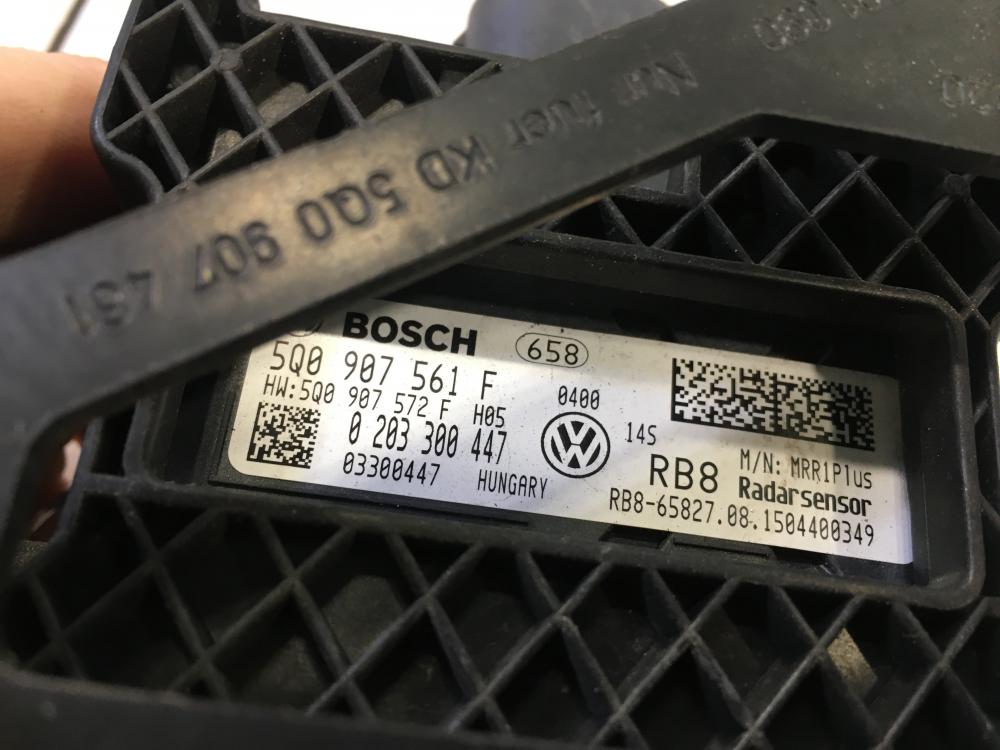 Nur fuer KD 5Q0 907 461
BOSCH
658
5Q0 907 561 F
HW:5Q0 907 572 F H05
0400
0 203 300 447
14S
03300447
HUNGARY
RB8
M/N: MRR1Plus
Radarsensor
RB8-65827.08.1504400349